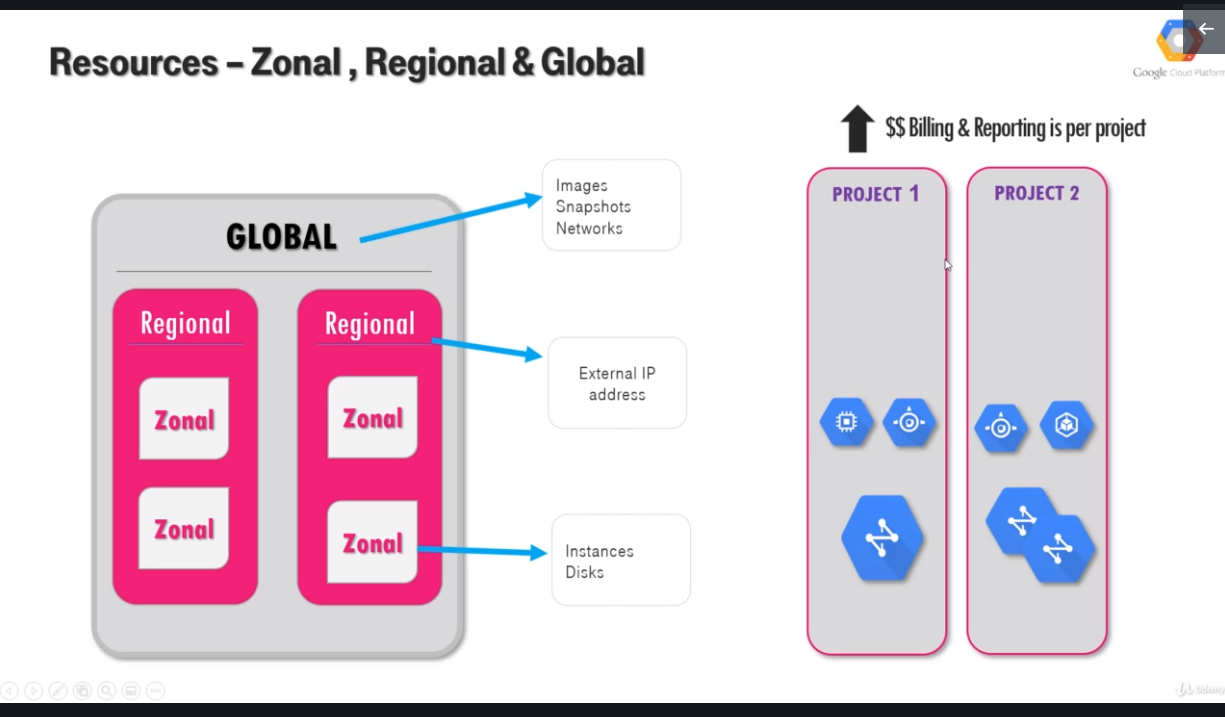 Resources – Zonal , Regional & Global
Google Cloud Platform
$$ Billing & Reporting is per project
GLOBAL
Images
Snapshots
Networks
Regional
Zonal
Zonal
Regional
Zonal
Zonal
External IP
address
Instances
Disks
PROJECT 1
PROJECT 2
Udemy